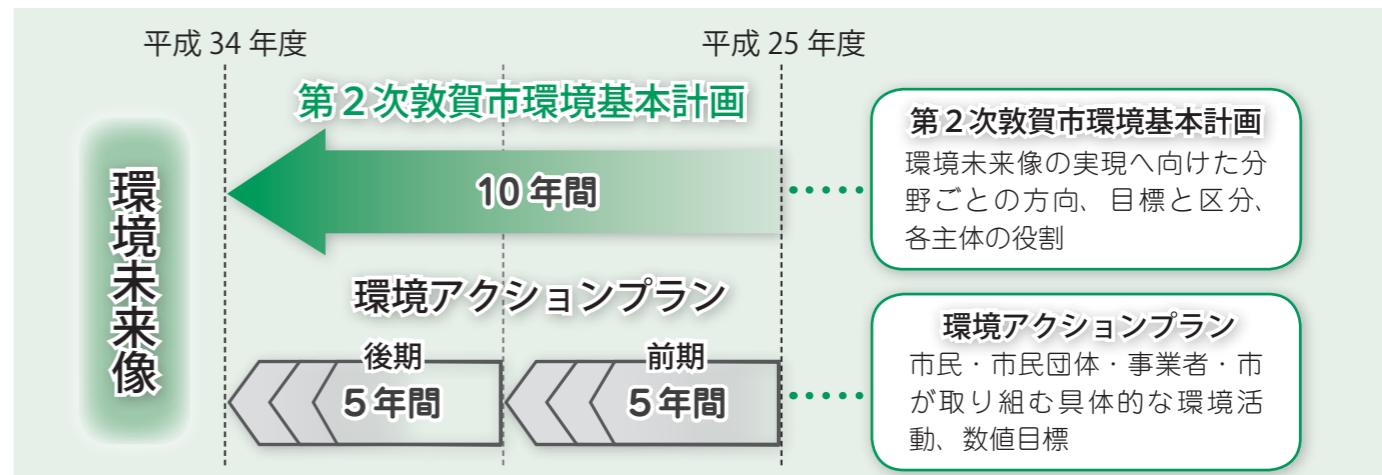 平成 34 年度
平成 25 年度
第２次敦賀市環境基本計画
10 年間
環境未来像
環境アクションプラン
後期
5 年間
前期
5 年間
第２次敦賀市環境基本計画
環境未来像の実現へ向けた分
野ごとの方向、目標と区分、
各主体の役割
環境アクションプラン
市民・市民団体・事業者・市
が取り組む具体的な環境活
動、数値目標